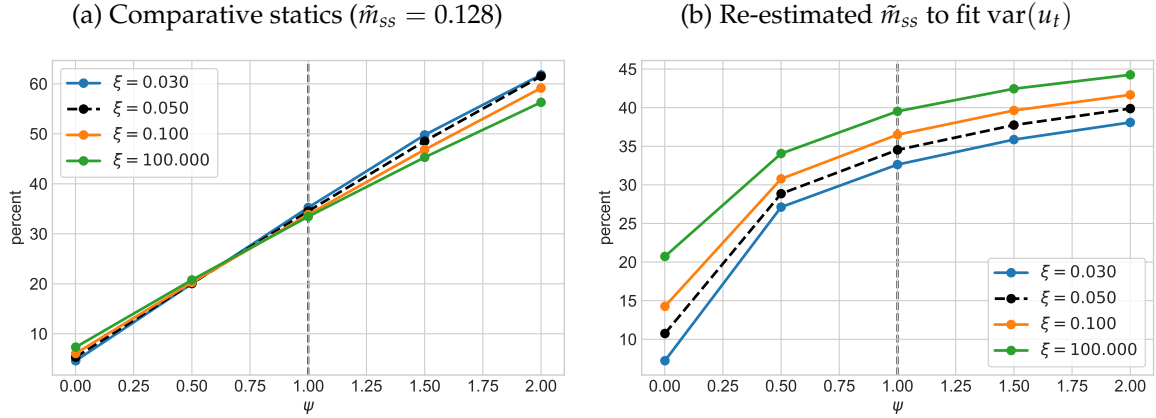 (a) Comparative statics (m̃ss = 0.128)
percent
60
50
40
30
20
10
ξ = 0.030
ξ = 0.050
ξ = 0.100
ξ = 100.000
0.00 0.25 0.50 0.75 1.00 1.25 1.50 1.75 2.00
ψ
(b) Re-estimated m̃ss to fit var(ut)
percent
45
40
35
30
25
20
15
10
ξ = 0.030
ξ = 0.050
ξ = 0.100
ξ = 100.000
0.00 0.25 0.50 0.75 1.00 1.25 1.50 1.75 2.00
ψ